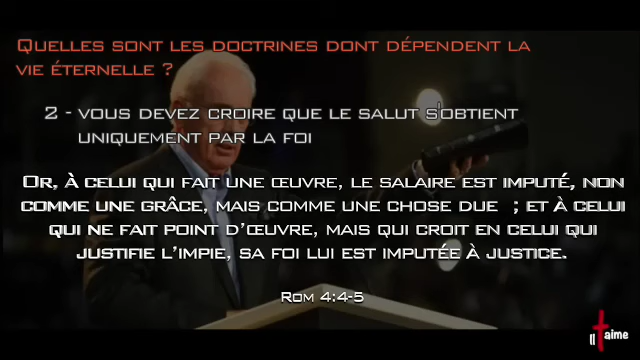 QUELLES SONT LES DOCTRINES DONT DÉPENDENT LA
VIE ÉTERNELLE ?
2 - VOUS DEVEZ CROIRE QUE LE SALUT S'OBTIENT
UNIQUEMENT PAR LA FOI
OR, À CELUI QUI FAIT UNE ŒUVRE, LE SALAIRE EST IMPUTÉ, NON
COMME UNE GRÂCE, MAIS COMME UNE CHOSE DUE ; ET À CELUI
QUI NE FAIT POINT D'ŒUVRE, MAIS QUI CROIT EN CELUI QUI
JUSTIFIE L'IMPIE, SA FOI LUI EST IMPUTÉE À JUSTICE.
ROM 4:4-5
Il t aime